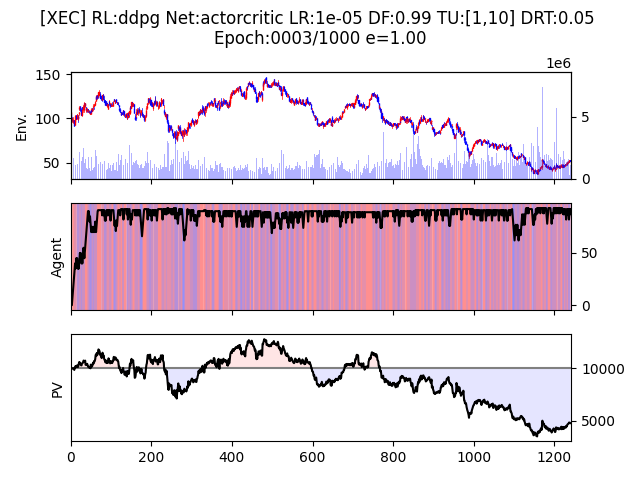 [XEC] RL:ddpg Net:actorcritic LR:1e-05 DF:0.99 TU:[1,10] DRT:0.05
Epoch:0003/1000 e=1.00
1e6
150
100
50
Env.
5
0
Agent
50
0
PV
10000
5000
0 200 400 600 800 1000 1200